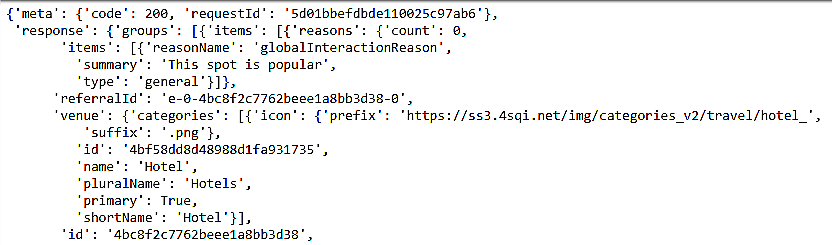 {'meta': {'code': 200, 'requestId': '5d01bbefdbde110025c97ab6'},
'response': {'groups': [{'items': [{'reasons': {'count': 0,
'items': [{'reasonName': 'globalInteractionReason',
'summary': 'This spot is popular',
'type': 'general'}]},
'referralId': 'e-0-4bc8f2c7762beee1a8bb3d38-0',
'venue': {'categories': [{'icon': {'prefix': 'https://ss3.4sqi.net/img/categories_v2/travel/hotel_',
'suffix': '.png'},
'id': '4bf58dd8d48988d1fa931735',
'name': 'Hotel',
'pluralName': 'Hotels',
'primary': True,
'shortName': 'Hotel'}],
'id': '4bc8f2c7762beee1a8bb3d38',